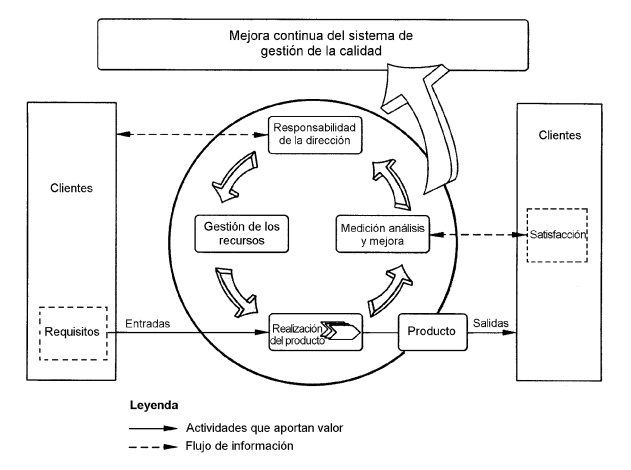 Mejora continua del sistema de
gestión de la calidad
Responsabilidad
de la dirección
Clientes
Clientes
Gestión de los
recursos
Medición análisis
y mejora
Satisfacción
Requisitos
Entradas
Realización
del producto
Producto
Salidas
Leyenda
Actividades que aportan valor
Flujo de información